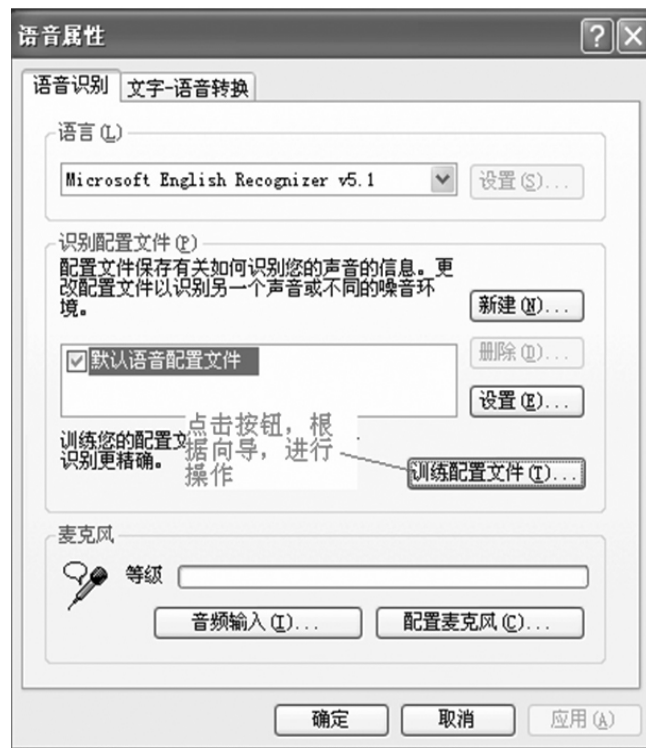 语音属性
语音识别 文字-语音转换
语言(L)
Microsoft English Recognizer v5.1 设置(S)...
识别配置文件(P)
配置文件保存有关如何识别您的声音的信息。更
改配置文件以识别另一个声音或不同的噪音环
境。
新建(N)...
默认语音配置文件
删除(D)...
设置(E)...
点击按钮，根
据向导，进行
操作
训练您的配置文
识别更精确。
训练配置文件(T)...
麦克风
等级
音频输入(I)... 配置麦克风(C)...
确定 取消 应用(A)